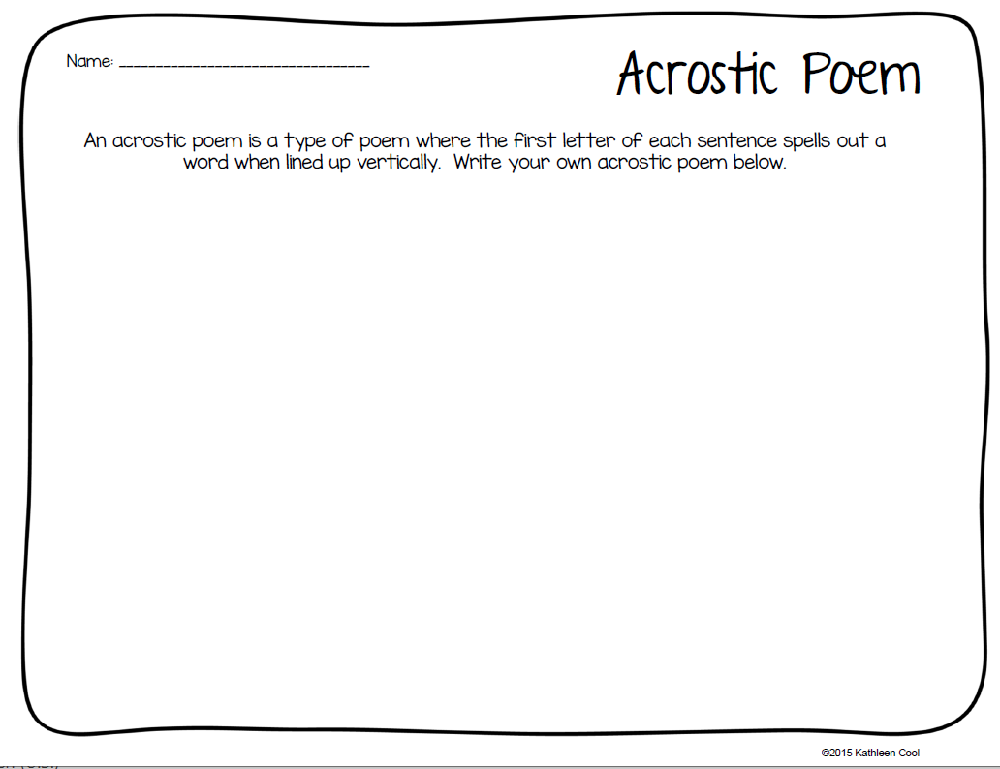 Name: __________________________________
Acrostic Poem
An acrostic poem is a type of poem where the first letter of each sentence spells out a
word when lined up vertically.  Write your own acrostic poem below.
©2015 Kathleen Cool